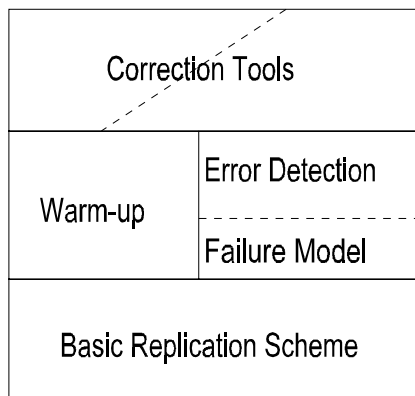 Correction Tools
Error Detection
Warm-up
Failure Model
Basic Replication Scheme